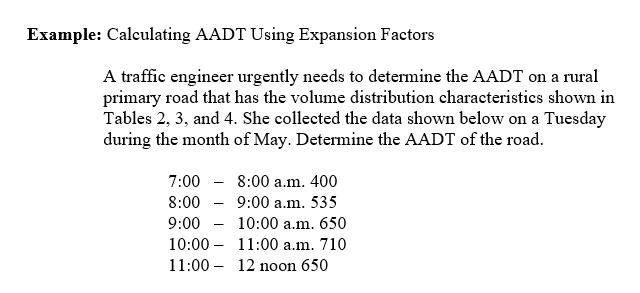 Example: Calculating AADT Using Expansion Factors
A traffic engineer urgently needs to determine the AADT on a rural
primary road that has the volume distribution characteristics shown in
Tables 2, 3, and 4. She collected the data shown below on a Tuesday
during the month of May. Determine the AADT of the road.
7:00 – 8:00 a.m. 400
8:00 – 9:00 a.m. 535
9:00 – 10:00 a.m. 650
10:00 – 11:00 a.m. 710
11:00 – 12 noon 650